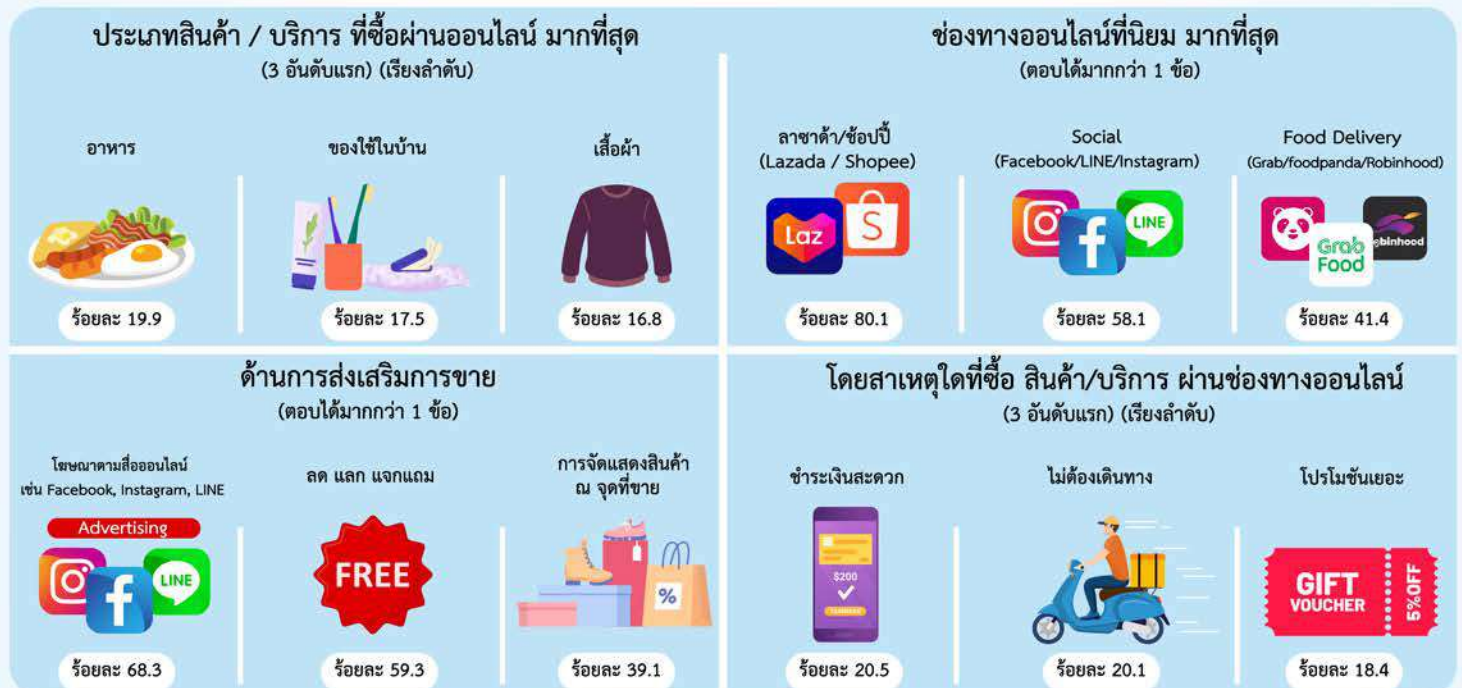 ประเภทสินค้า / บริการ ที่ซื้อผ่านออนไลน์ มากที่สุด
(3 อันดับแรก) (เรียงลำดับ)
อาหาร
ของใช้ในบ้าน
เสื้อผ้า
ร้อยละ 19.9
ร้อยละ 17.5
ร้อยละ 16.8
ช่องทางออนไลน์ที่นิยม มากที่สุด
(ตอบได้มากกว่า 1 ข้อ)
ลาซาด้า/ช้อปปี้
(Lazada / Shopee)
Social
(Facebook/LINE/Instagram)
Food Delivery
(Grab/foodpanda/Robinhood)
Laz
S
f
LINE
Grab
Food
obinhood
ร้อยละ 80.1
ร้อยละ 58.1
ร้อยละ 41.4
ด้านการส่งเสริมการขาย
(ตอบได้มากกว่า 1 ข้อ)
โฆษณาตามสื่อออนไลน์
เช่น Facebook, Instagram, LINE
ลด แลก แจกแถม
การจัดแสดงสินค้า
ณ จุดที่ขาย
Advertising
f
LINE
FREE
%
ร้อยละ 68.3
ร้อยละ 59.3
ร้อยละ 39.1
โดยสาเหตุใดที่ซื้อ สินค้า/บริการ ผ่านช่องทางออนไลน์
(3 อันดับแรก) (เรียงลำดับ)
ชำระเงินสะดวก
ไม่ต้องเดินทาง
โปรโมชันเยอะ
$200
GIFT
VOUCHER
5%OFF
ร้อยละ 20.5
ร้อยละ 20.1
ร้อยละ 18.4